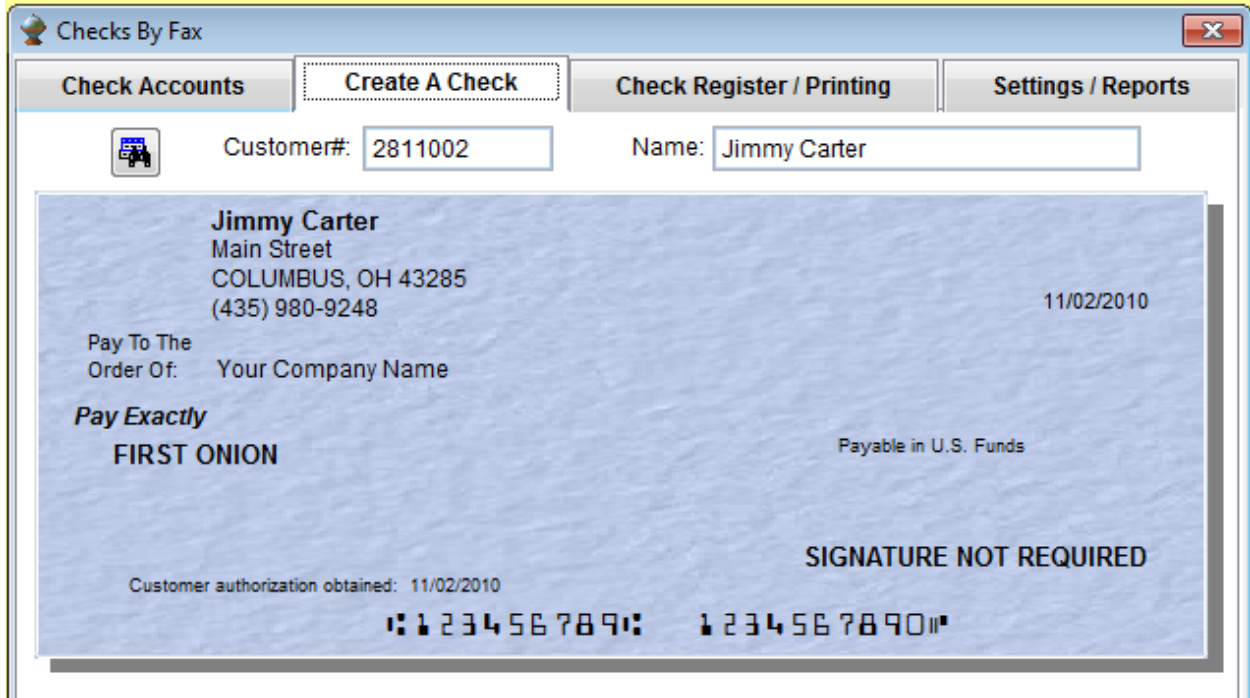 Checks By Fax
Check Accounts Create A Check Check Register / Printing Settings / Reports
Customer#: 2811002 Name: Jimmy Carter
Jimmy Carter
Main Street
COLUMBUS, OH 43285
(435) 980-9248
11/02/2010
Pay To The
Order Of: Your Company Name
Pay Exactly
FIRST ONION
Payable in U.S. Funds
SIGNATURE NOT REQUIRED
Customer authorization obtained: 11/02/2010
⑆123456789⑆ 1234567890⑈